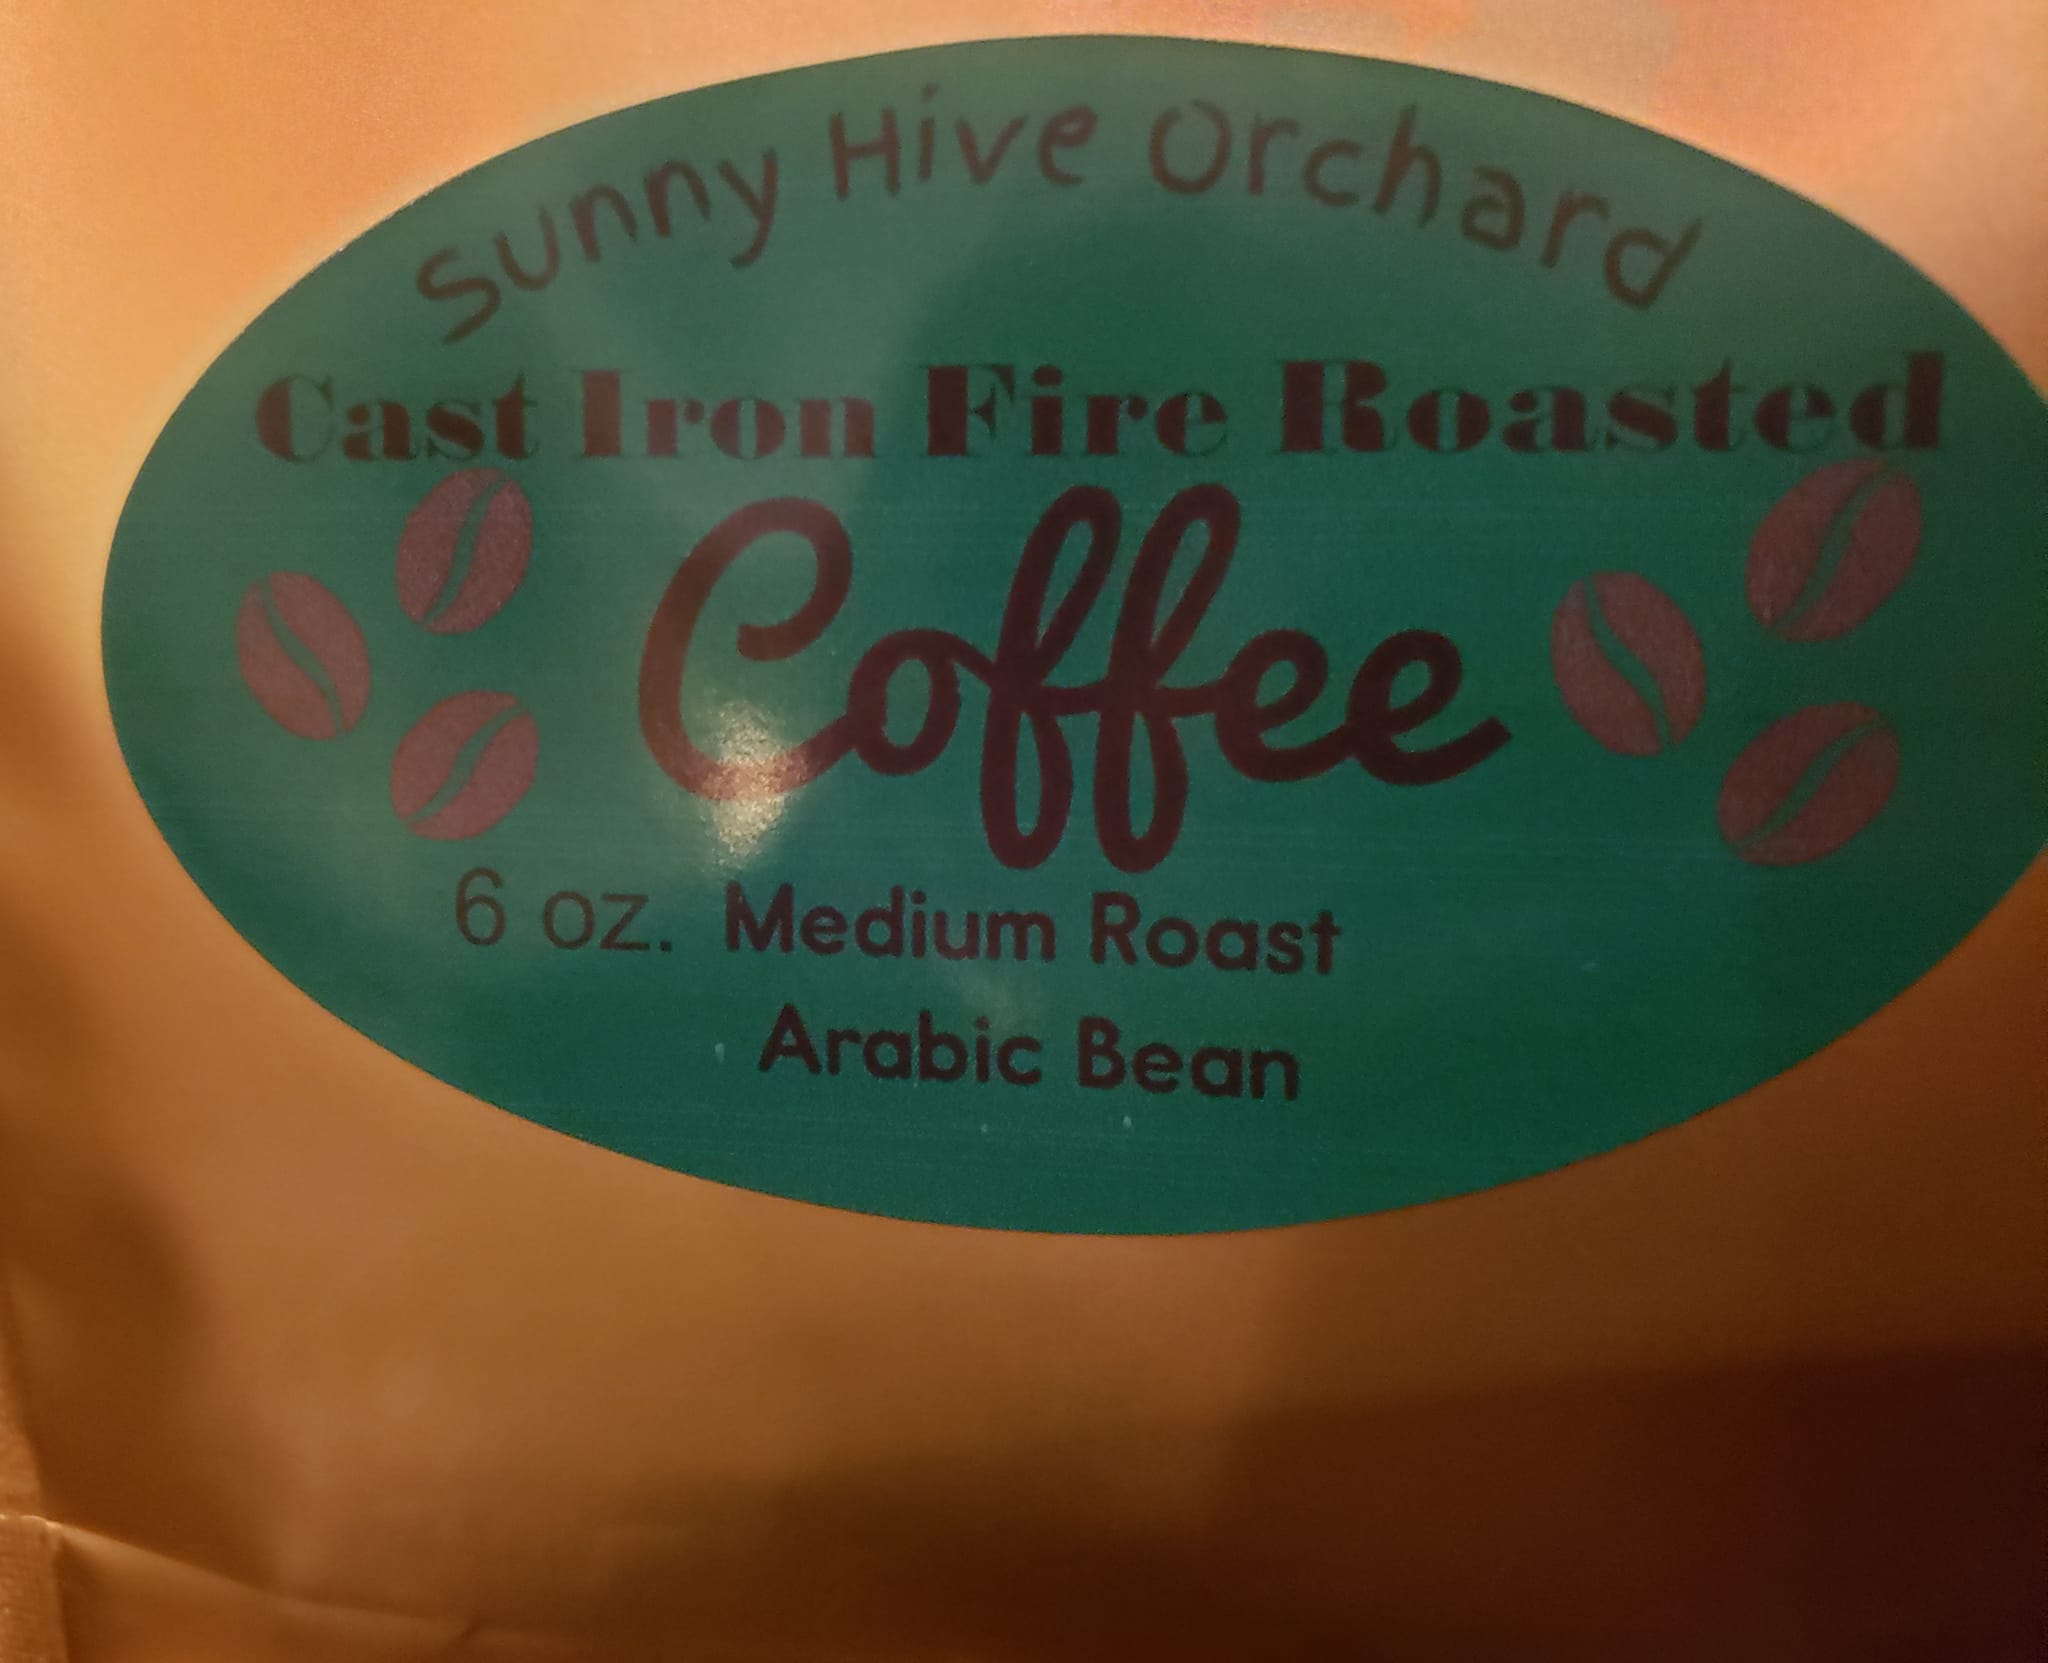 Sunny Hive Orchard
Cast Iron Fire Roasted
Coffee
6 oz. Medium Roast
Arabic Bean